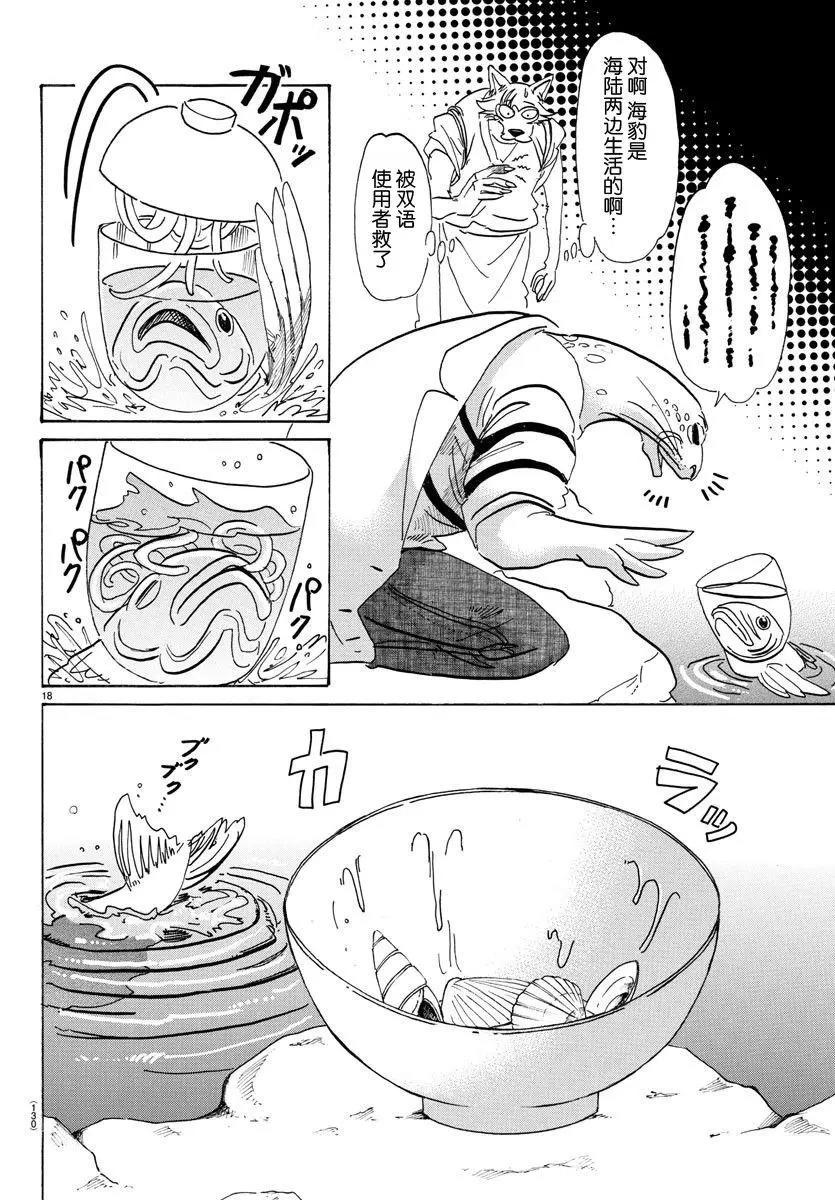 对啊 海豹是
海陆两边生活的啊…
被双语
使用者救了
ガポッ
パク
パク
パク
パク
18
カラッ
ブク
ブク…
(130)